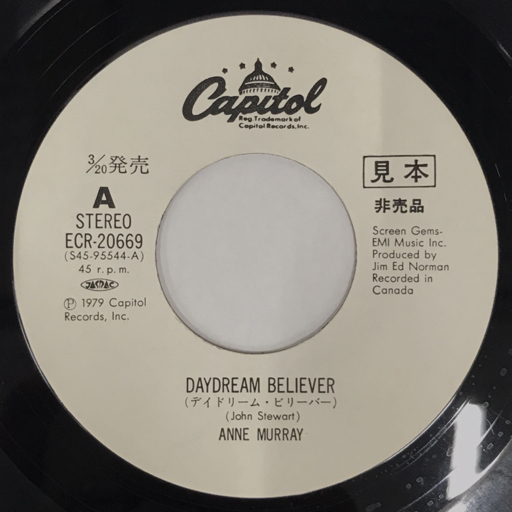 Capitol
Reg. Trademark of
Capitol Records, Inc.
3/20発売
A
STEREO
ECR-20669
(S45-95544-A)
45 r.p.m.
JASRAC
Ⓟ 1979 Capitol
Records, Inc.
見本
非売品
Screen Gems-
EMI Music Inc.
Produced by
Jim Ed Norman
Recorded in
Canada
DAYDREAM BELIEVER
(デイドリーム・ビリーバー)
(John Stewart)
ANNE MURRAY